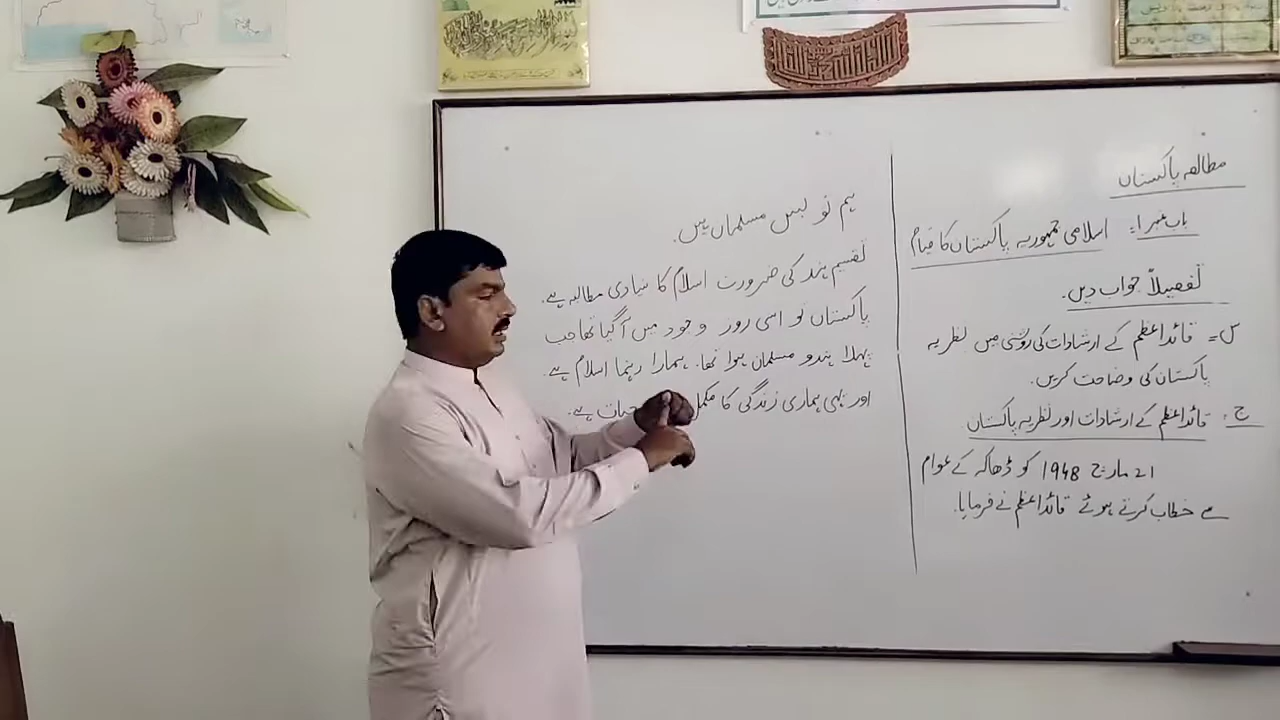 مطالعہ پاکستان
باب نمبر ۱۔ اسلامی جمہوریہ پاکستان کا قیام
تفصیلاً جواب دیں۔
س۔ قائداعظم کے ارشادات کی روشنی میں نظریہ
پاکستان کی وضاحت کریں۔
ج۔ قائداعظم کے ارشادات اور نظریہ پاکستان
21 مارچ 1948 کو ڈھاکہ کے عوام
سے خطاب کرتے ہوئے قائداعظم نے فرمایا۔
ہم تو بس مسلمان ہیں۔
تقسیم ہند کی ضرورت اسلام کا بنیادی مطالبہ ہے۔
پاکستان تو اسی روز وجود میں آ گیا تھا جب
پہلا ہندو مسلمان ہوا تھا۔ ہمارا رہنما اسلام ہے۔
اور یہی ہماری زندگی کا مکمل حیات ہے۔